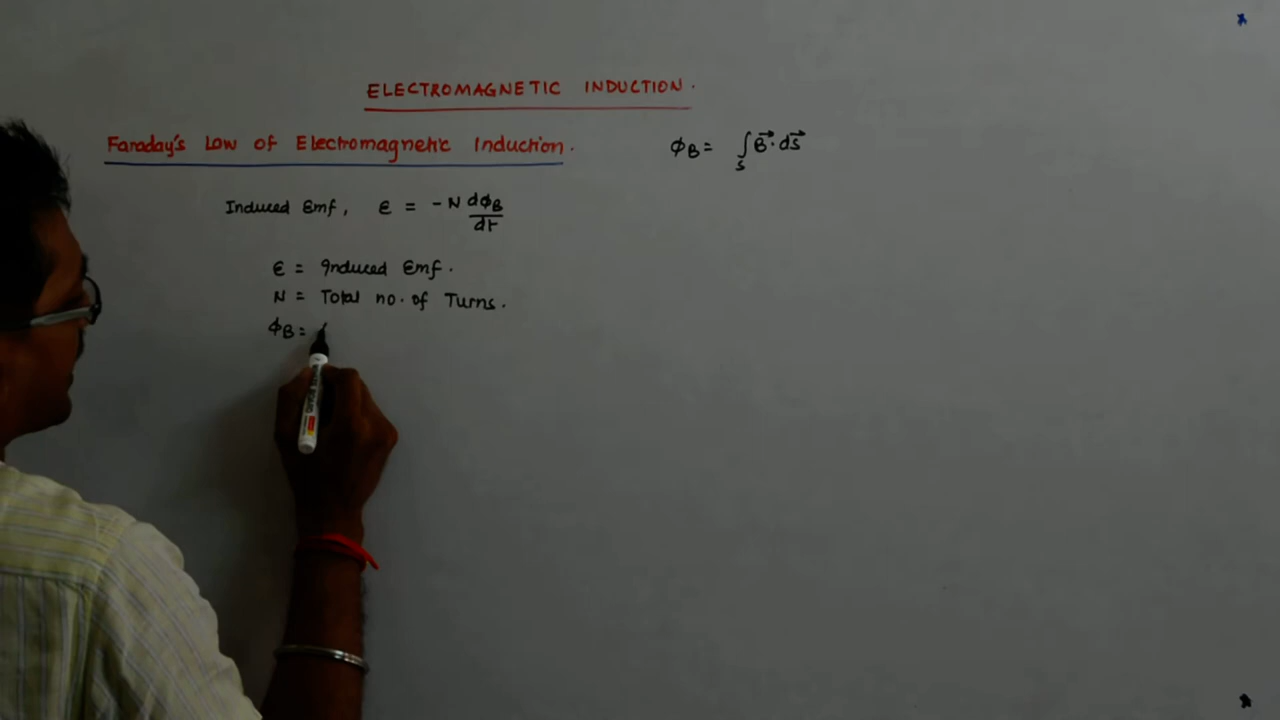 ELECTROMAGNETIC INDUCTION.
Faraday's Law of Electromagnetic Induction.
ϕB = ∫S B⃗·dS⃗
Induced Emf, ε = -N dϕB/dt
ε = Induced Emf.
N = Total no. of Turns.
ϕB =